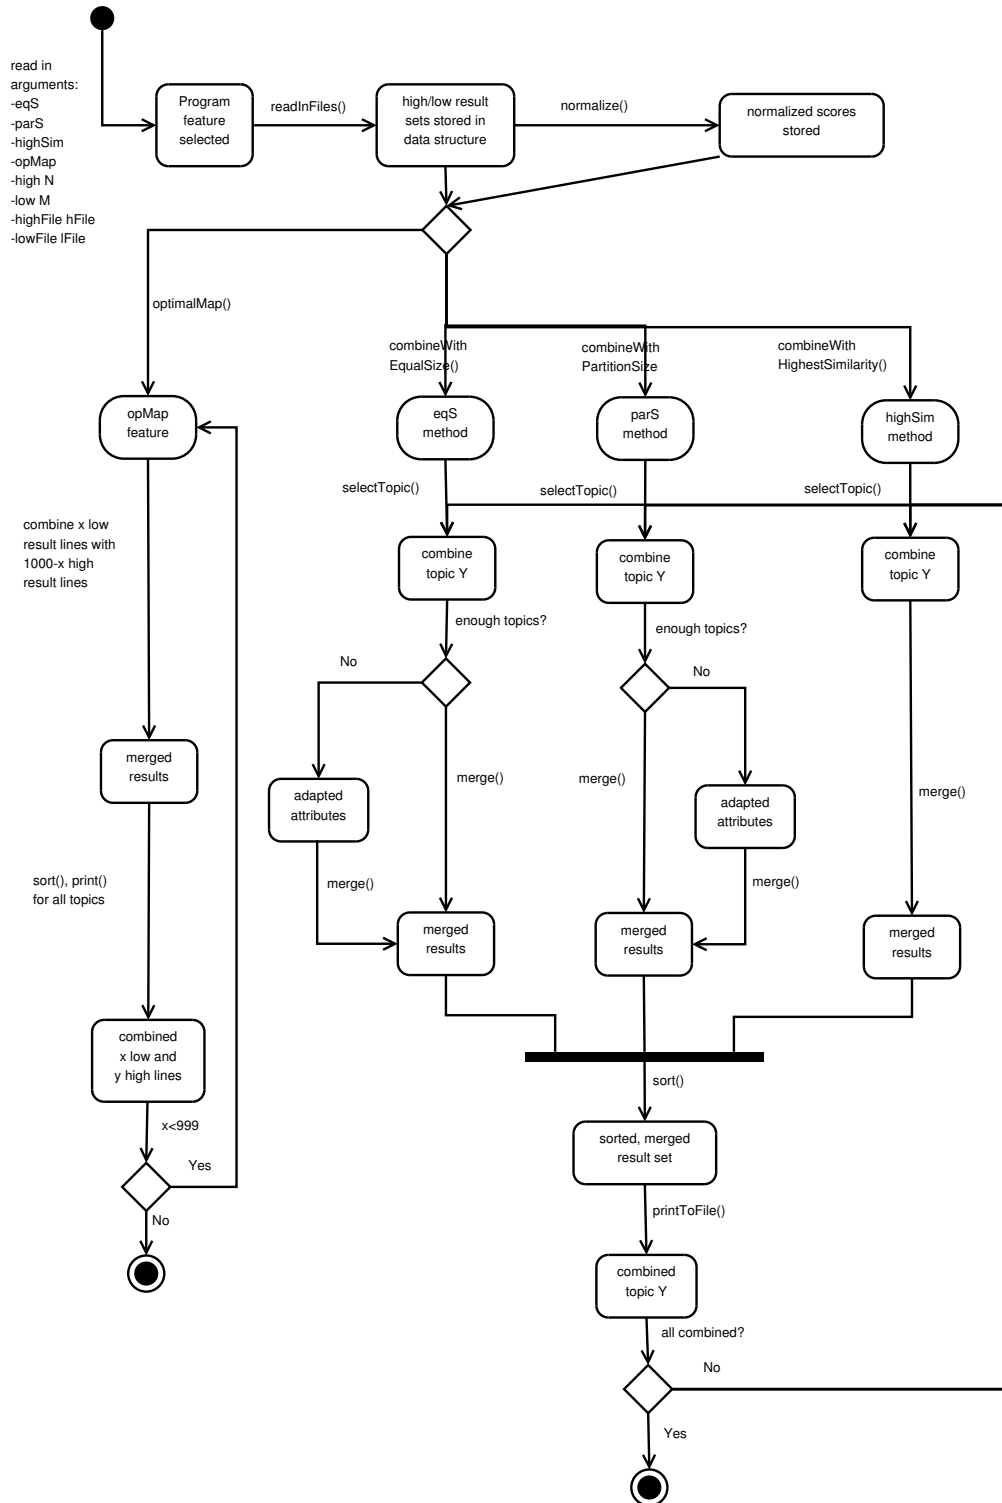 read in
arguments:
-eqS
-parS
-highSim
-opMap
-high N
-low M
-highFile hFile
-lowFile lFile
Program
feature
selected
readInFiles()
high/low result
sets stored in
data structure
normalize()
normalized scores
stored
optimalMap()
combineWith
EqualSize()
combineWith
PartitionSize
combineWith
HighestSimilarity()
opMap
feature
eqS
method
parS
method
highSim
method
selectTopic()
selectTopic()
selectTopic()
combine x low
result lines with
1000-x high
result lines
combine
topic Y
combine
topic Y
combine
topic Y
enough topics?
enough topics?
No
No
merged
results
merge()
merge()
merge()
adapted
attributes
adapted
attributes
sort(), print()
for all topics
merge()
merge()
merged
results
merged
results
merged
results
combined
x low and
y high lines
sort()
x<999
sorted, merged
result set
Yes
No
printToFile()
combined
topic Y
all combined?
No
Yes